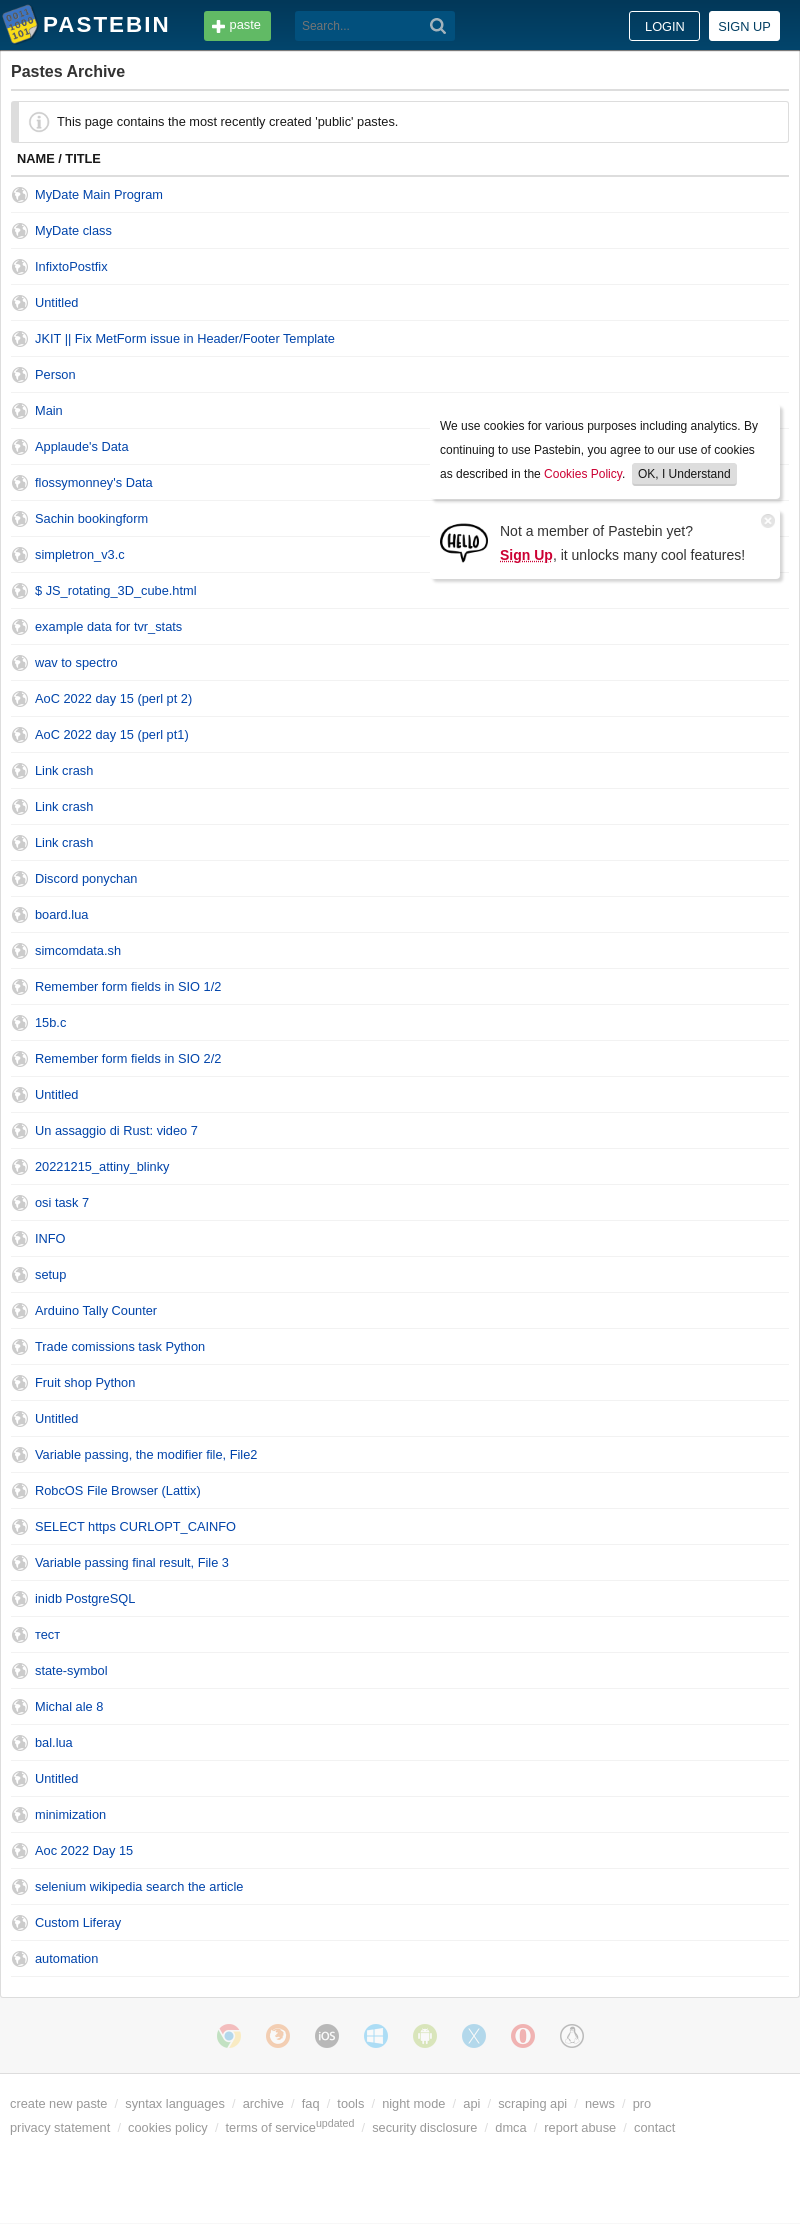 PASTEBIN paste Search... LOGIN SIGN UP
Pastes Archive
This page contains the most recently created 'public' pastes.
NAME / TITLE
MyDate Main Program
MyDate class
InfixtoPostfix
Untitled
JKIT || Fix MetForm issue in Header/Footer Template
Person
Main
Applaude's Data
flossymonney's Data
Sachin bookingform
simpletron_v3.c
$ JS_rotating_3D_cube.html
We use cookies for various purposes including analytics. By
continuing to use Pastebin, you agree to our use of cookies
as described in the Cookies Policy. OK, I Understand
HELLO
Not a member of Pastebin yet?
Sign Up, it unlocks many cool features!
example data for tvr_stats
wav to spectro
AoC 2022 day 15 (perl pt 2)
AoC 2022 day 15 (perl pt1)
Link crash
Link crash
Link crash
Discord ponychan
board.lua
simcomdata.sh
Remember form fields in SIO 1/2
15b.c
Remember form fields in SIO 2/2
Untitled
Un assaggio di Rust: video 7
20221215_attiny_blinky
osi task 7
INFO
setup
Arduino Tally Counter
Trade comissions task Python
Fruit shop Python
Untitled
Variable passing, the modifier file, File2
RobcOS File Browser (Lattix)
SELECT https CURLOPT_CAINFO
Variable passing final result, File 3
inidb PostgreSQL
тест
state-symbol
Michal ale 8
bal.lua
Untitled
minimization
Aoc 2022 Day 15
selenium wikipedia search the article
Custom Liferay
automation
iOS
create new paste / syntax languages / archive / faq / tools / night mode / api / scraping api / news / pro
privacy statement / cookies policy / terms of service updated / security disclosure / dmca / report abuse / contact